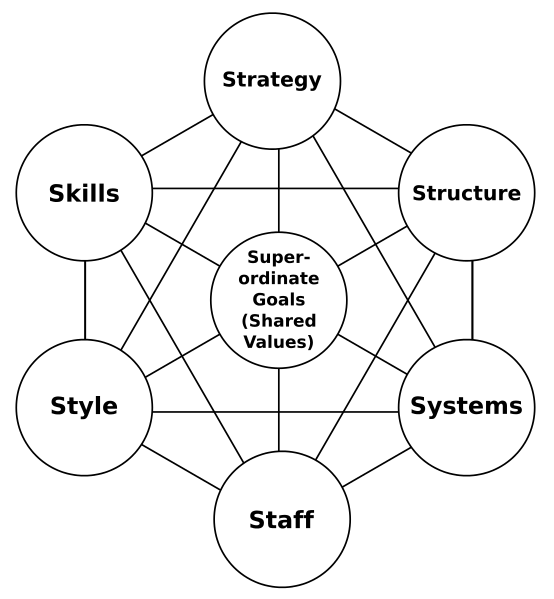 Strategy
Skills
Structure
Super-
ordinate
Goals
(Shared
Values)
Style
Systems
Staff